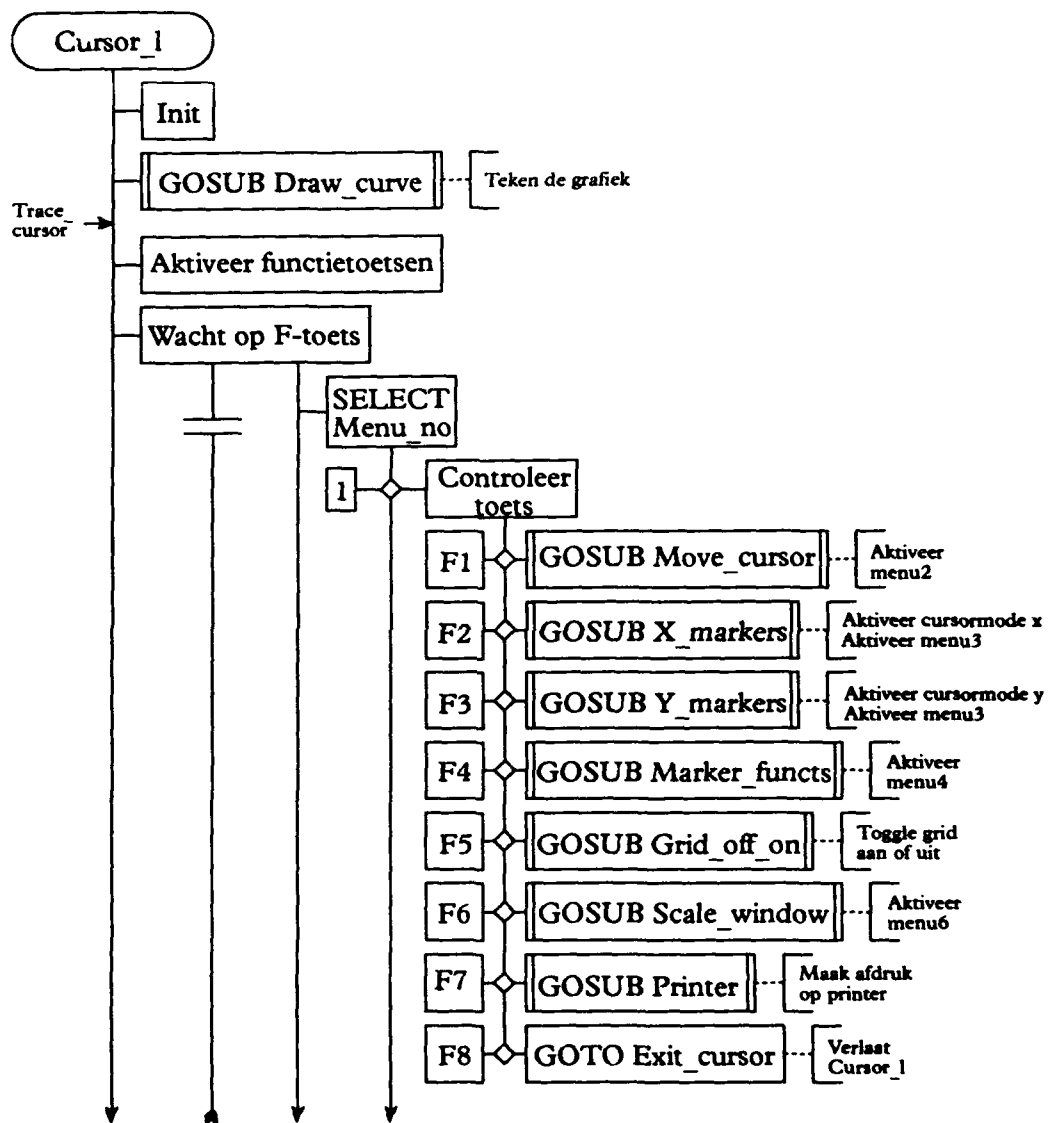 Cursor_1
Init
GOSUB Draw_curve
Teken de grafiek
Trace_
cursor
Aktiveer functietoetsen
Wacht op F-toets
SELECT
Menu_no
1
Controleer
toets
F1
GOSUB Move_cursor
Aktiveer
menu2
F2
GOSUB X_markers
Aktiveer cursormode x
Aktiveer menu3
F3
GOSUB Y_markers
Aktiveer cursormode y
Aktiveer menu3
F4
GOSUB Marker_functs
Aktiveer
menu4
F5
GOSUB Grid_off_on
Toggle grid
aan of uit
F6
GOSUB Scale_window
Aktiveer
menu6
F7
GOSUB Printer
Maak afdruk
op printer
F8
GOTO Exit_cursor
Verlaat
Cursor_1